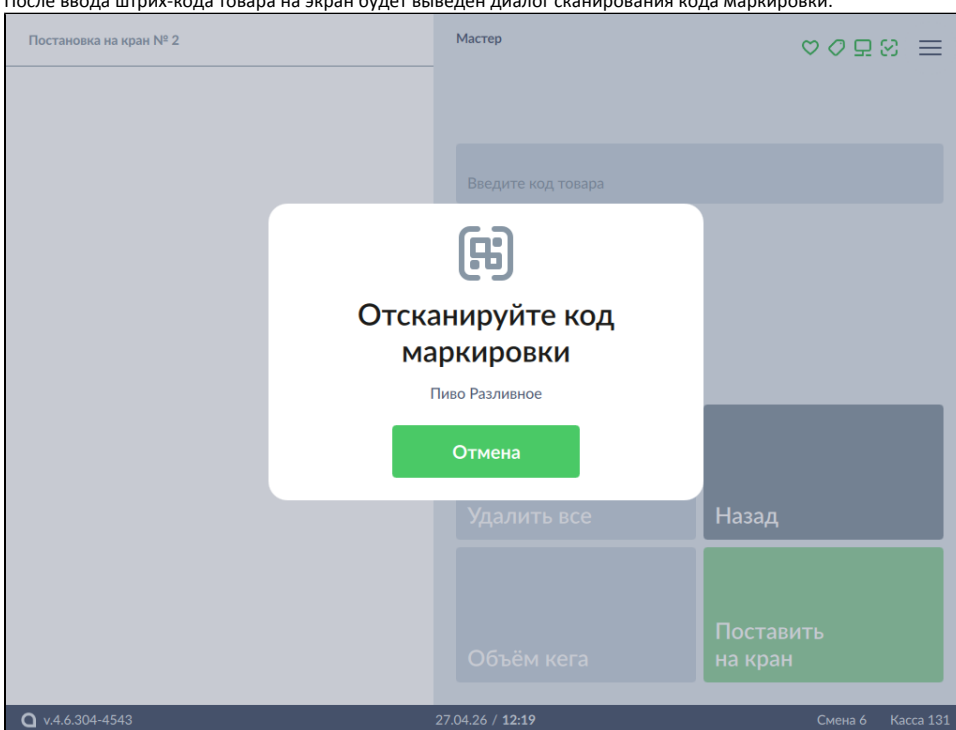 После ввода штрих-кода товара на экран будет выведен диалог сканирования кода маркировки.
Постановка на кран № 2
Мастер
Введите код товара
Отсканируйте код
маркировки
Пиво Разливное
Отмена
Удалить все
Назад
Объём кега
Поставить
на кран
v.4.6.304-4543
27.04.26 / 12:19
Смена 6
Касса 131